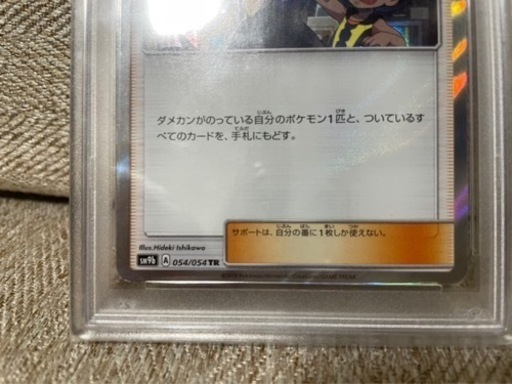 ダメカンがのっている自分のポケモン1匹と、ついているす
べてのカードを、手札にもどす。
サポートは、自分の番に1枚しか使えない。
Illus.Hideki Ishikawa
SM9b A 054/054 TR